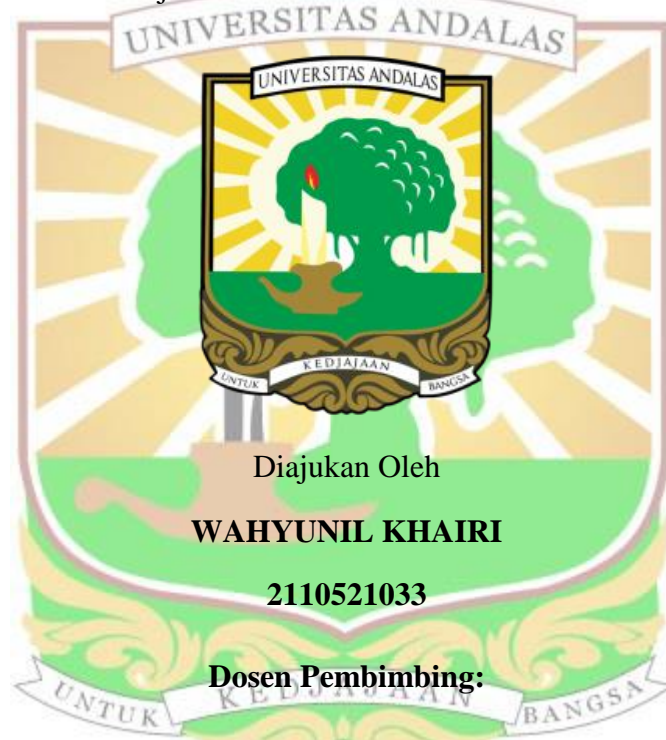 UNIVERSITAS ANDALAS
UNIVERSITAS ANDALAS
UNTUK KEDJAJAAN BANGSA
Diajukan Oleh
WAHYUNIL KHAIRI
2110521033
Dosen Pembimbing:
UNTUK KEDJAJAAN BANGSA